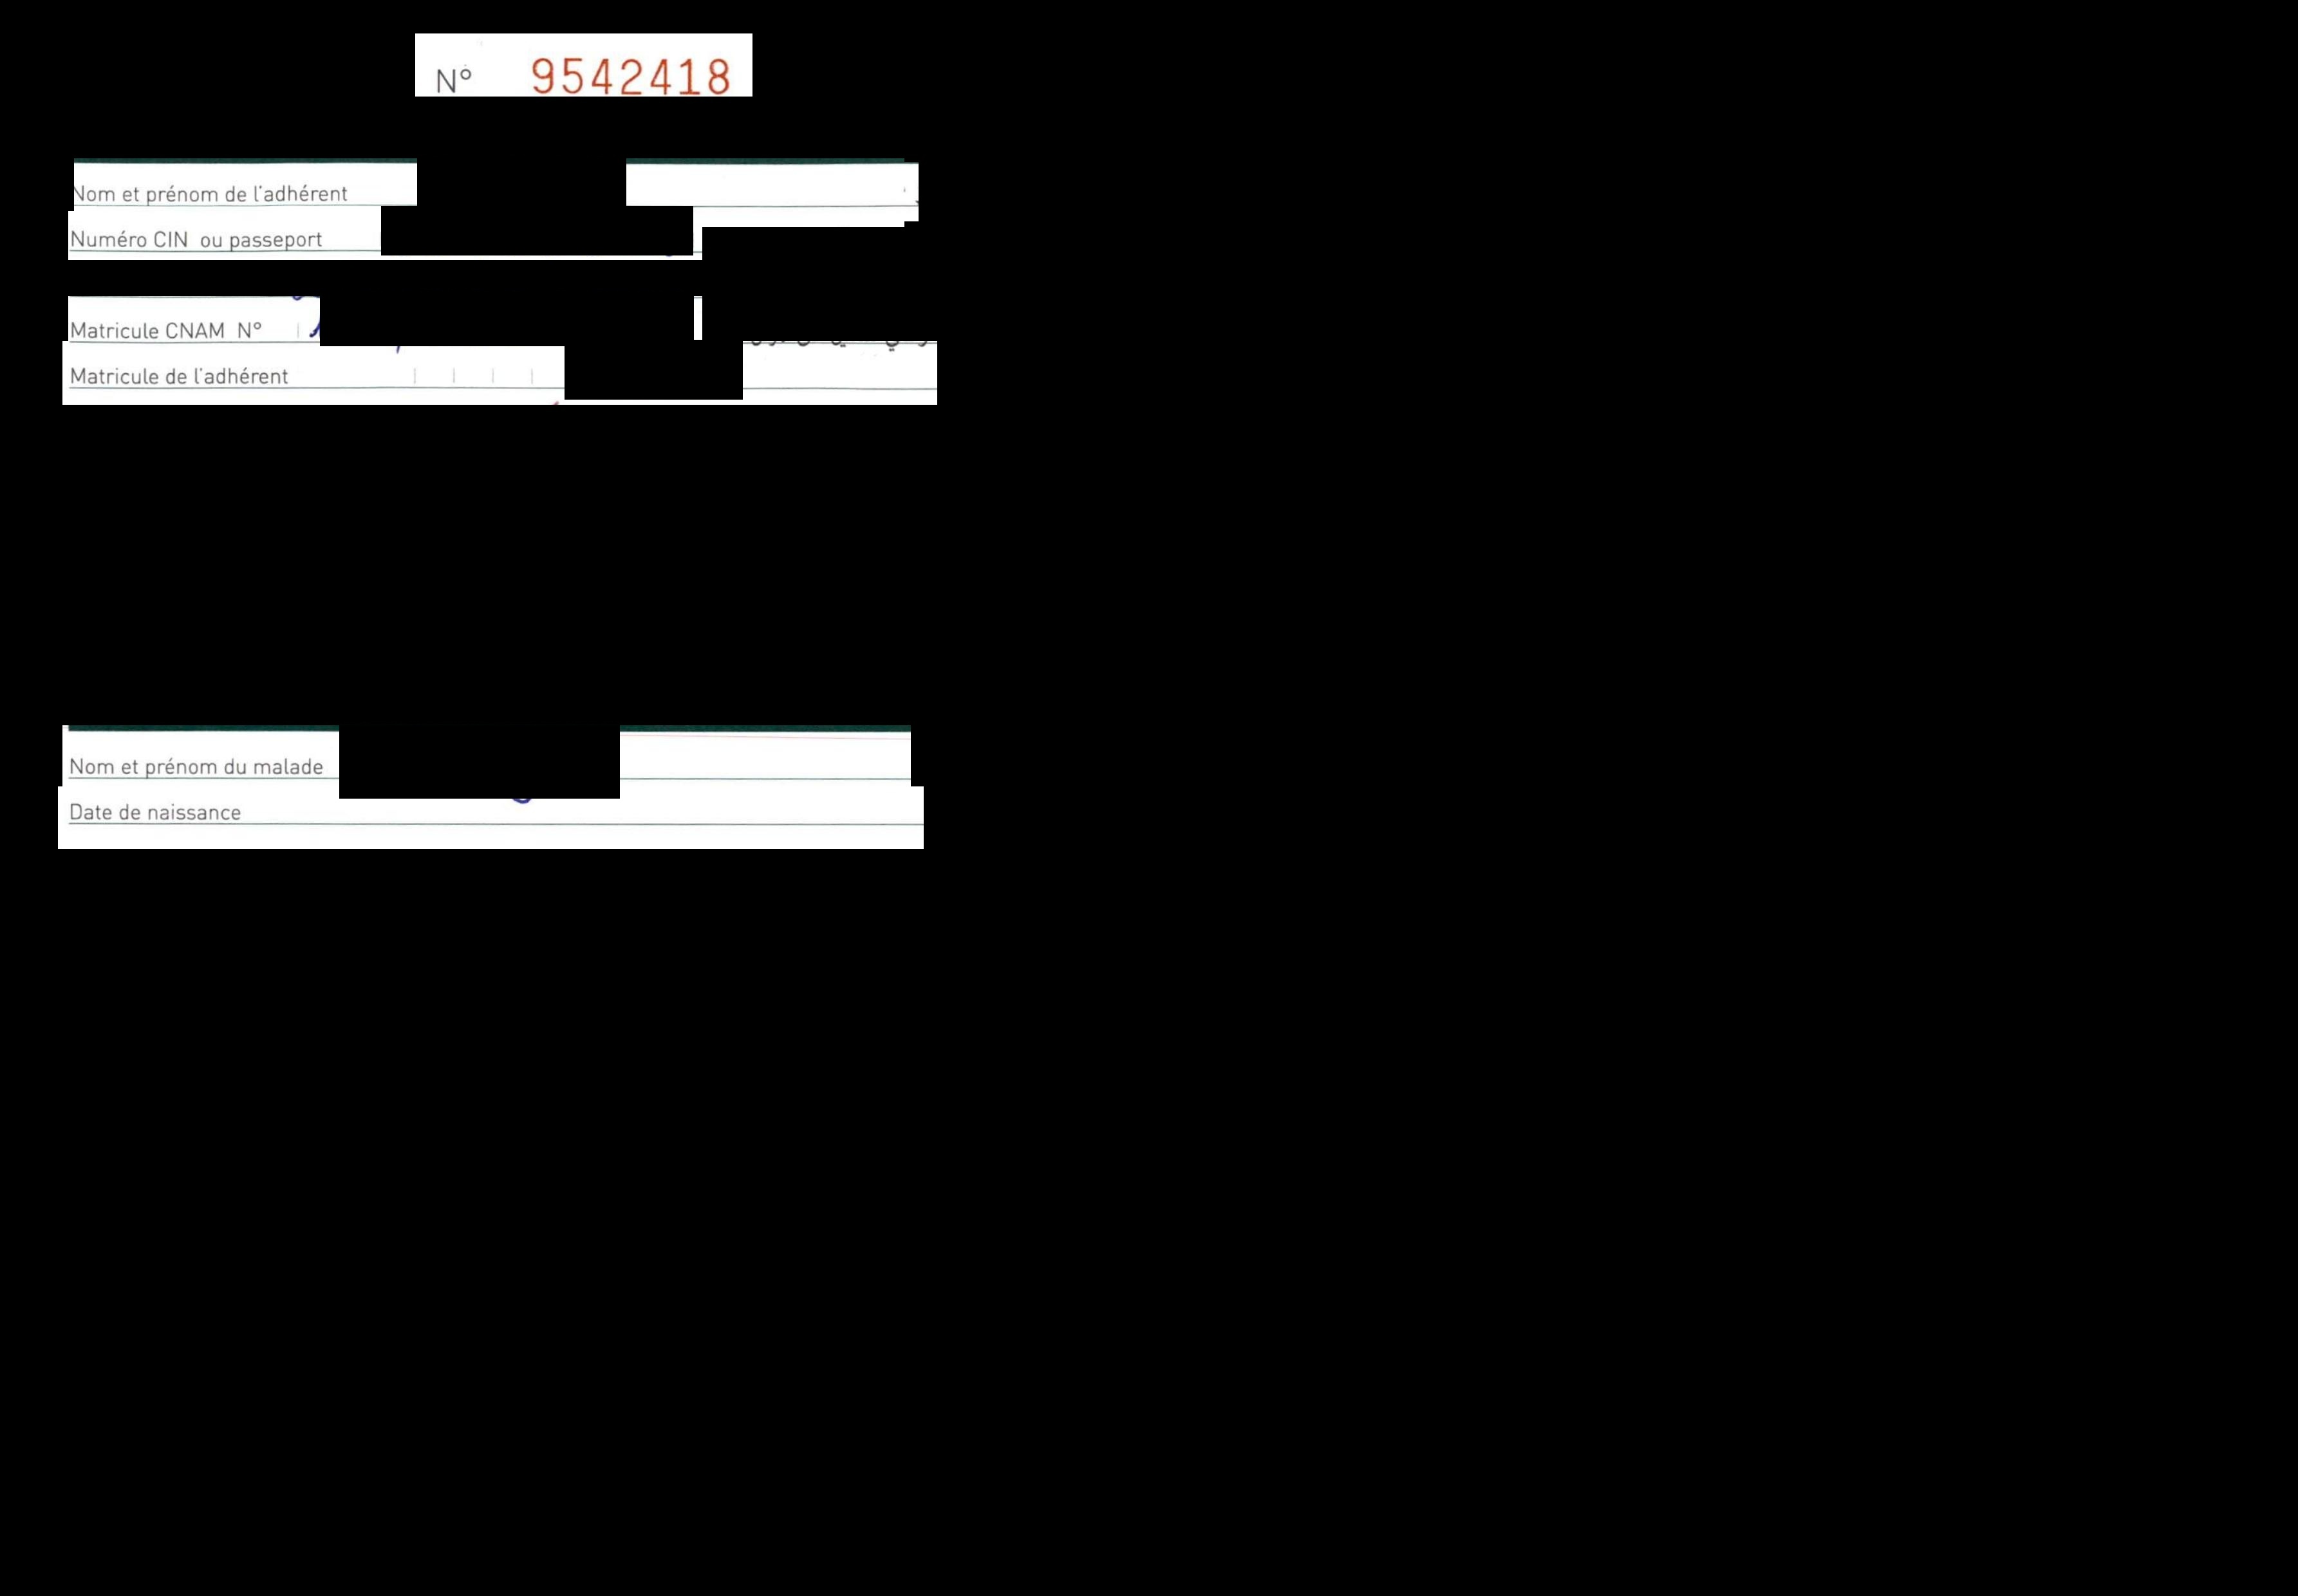 N° 9542418
Nom et prénom de l'adhérent
Numéro CIN ou passeport
Matricule CNAM N°
Matricule de l'adhérent
Nom et prénom du malade
Date de naissance